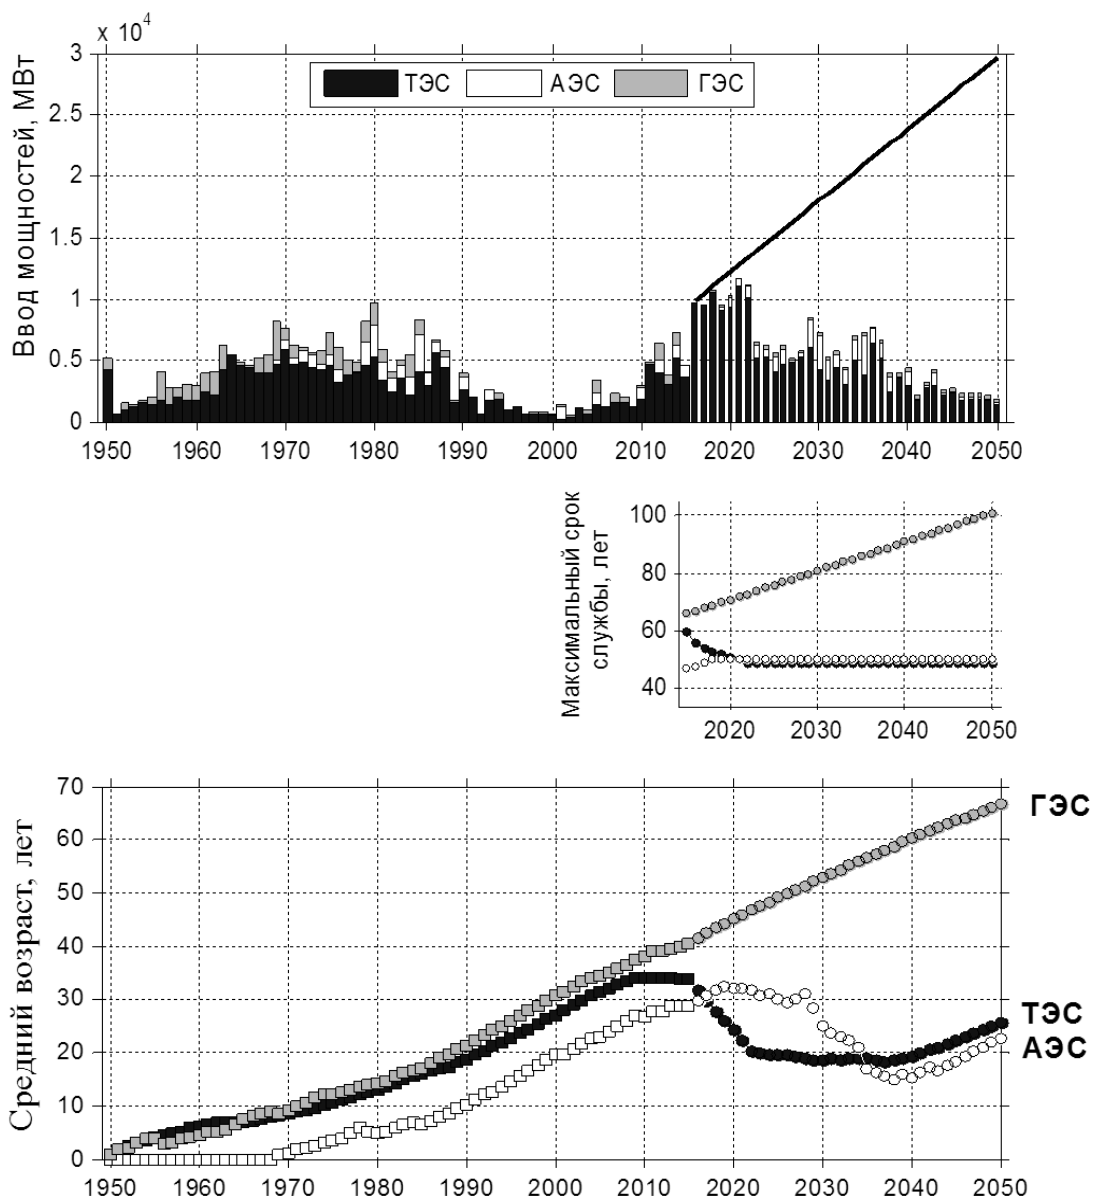 x 10⁴
Ввод мощностей, МВт
3
2.5
2
1.5
1
0.5
0
ТЭС АЭС ГЭС
1950 1960 1970 1980 1990 2000 2010 2020 2030 2040 2050
Максимальный срок
службы, лет
100
80
60
40
2020 2030 2040 2050
Средний возраст, лет
70
60
50
40
30
20
10
0
ГЭС
ТЭС
АЭС
1950 1960 1970 1980 1990 2000 2010 2020 2030 2040 2050